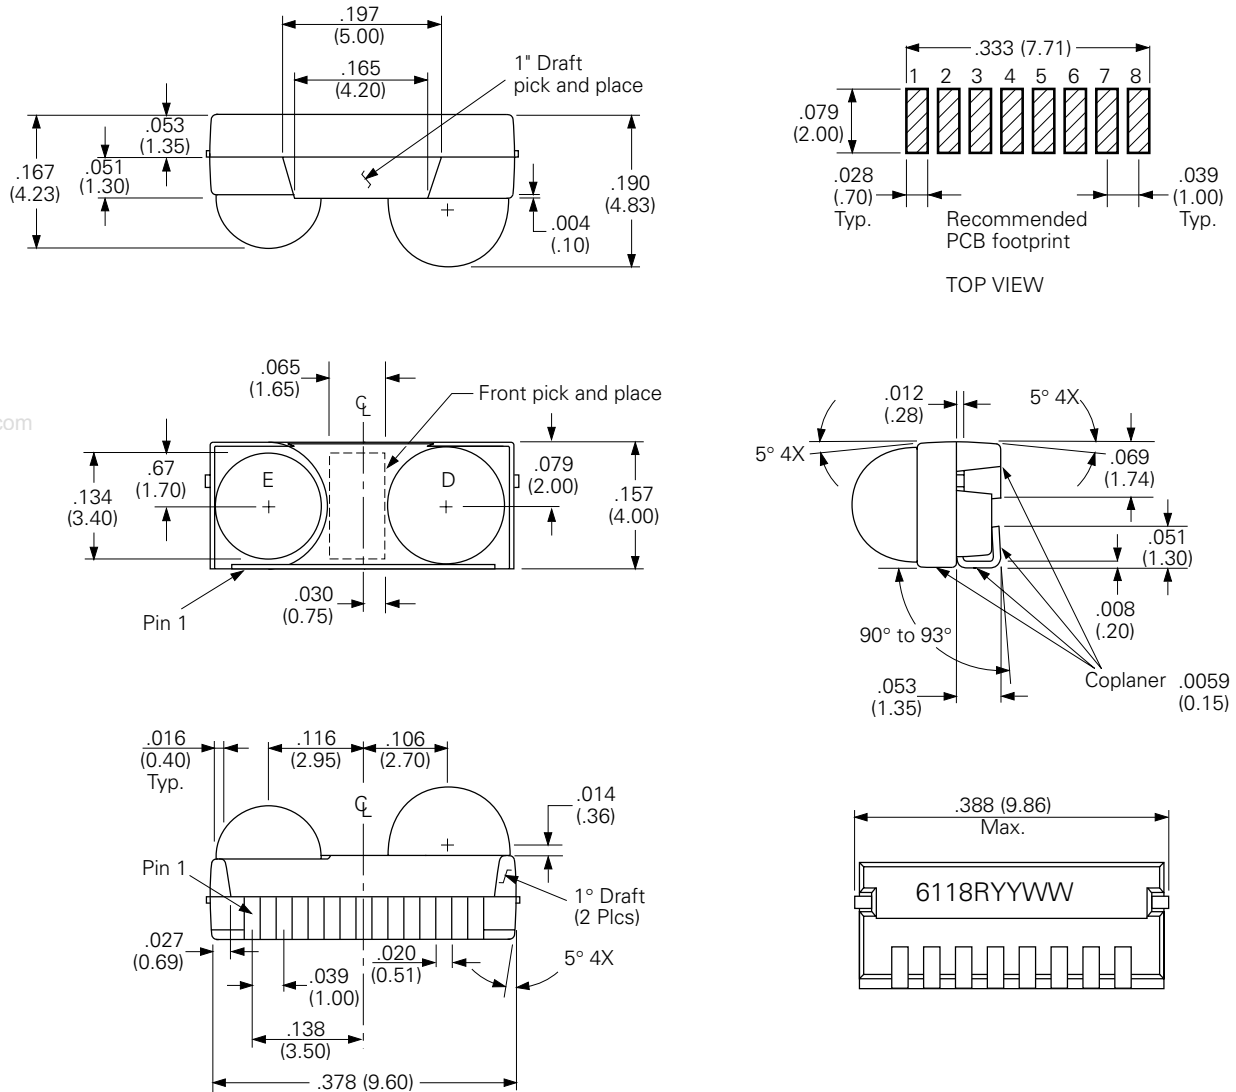 .197
(5.00)
.165
(4.20)
1" Draft
pick and place
.053
(1.35)
.167
(4.23)
.051
(1.30)
.190
(4.83)
.004
(.10)
.333 (7.71)
1 2 3 4 5 6 7 8
.079
(2.00)
.028
(.70)
Typ.
.039
(1.00)
Typ.
Recommended
PCB footprint
TOP VIEW
.065
(1.65)
C
L
Front pick and place
com
.67
(1.70)
.134
(3.40)
E
D
.079
(2.00)
.157
(4.00)
.030
(0.75)
Pin 1
.012
(.28)
5° 4X
5° 4X
.069
(1.74)
.051
(1.30)
.008
(.20)
90° to 93°
.053
(1.35)
Coplaner
.0059
(0.15)
.016
(0.40)
Typ.
.116
(2.95)
.106
(2.70)
C
L
.014
(.36)
Pin 1
1° Draft
(2 Plcs)
.027
(0.69)
.020
(0.51)
5° 4X
.039
(1.00)
.138
(3.50)
.378 (9.60)
.388 (9.86)
Max.
6118RYYWW